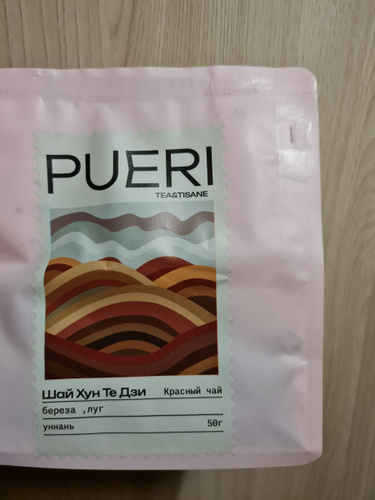 PUERI
TEA&TISANE
Шай Хун Те Дзи Красный чай
береза ,луг
уннань 50г